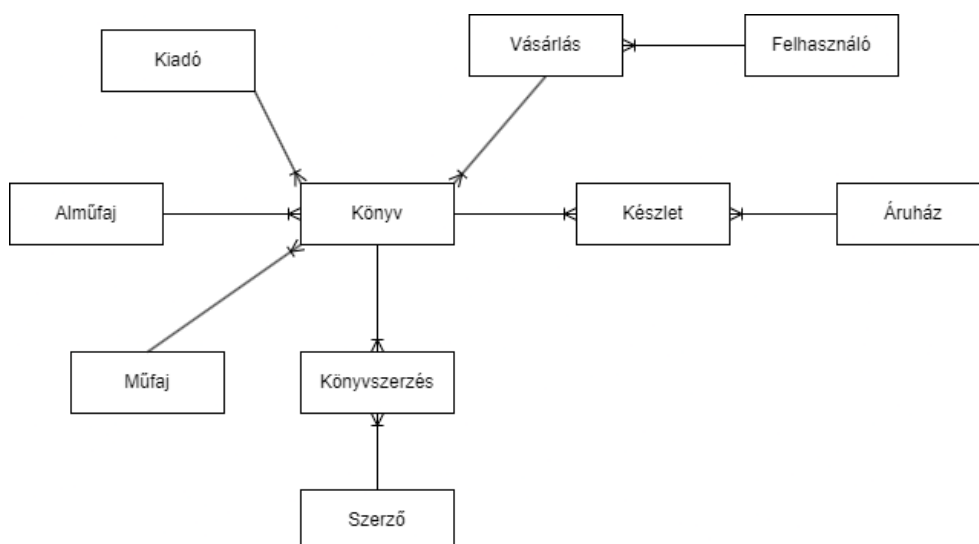 Kiadó
Vásárlás
Felhasználó
Alműfaj
Könyv
Készlet
Áruház
Műfaj
Könyvszerzés
Szerző